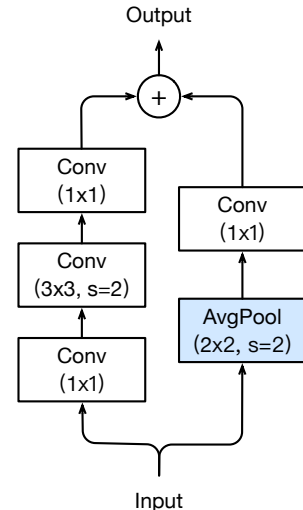 Output
+
Conv
(1x1)
Conv
(3x3, s=2)
Conv
(1x1)
Conv
(1x1)
AvgPool
(2x2, s=2)
Input